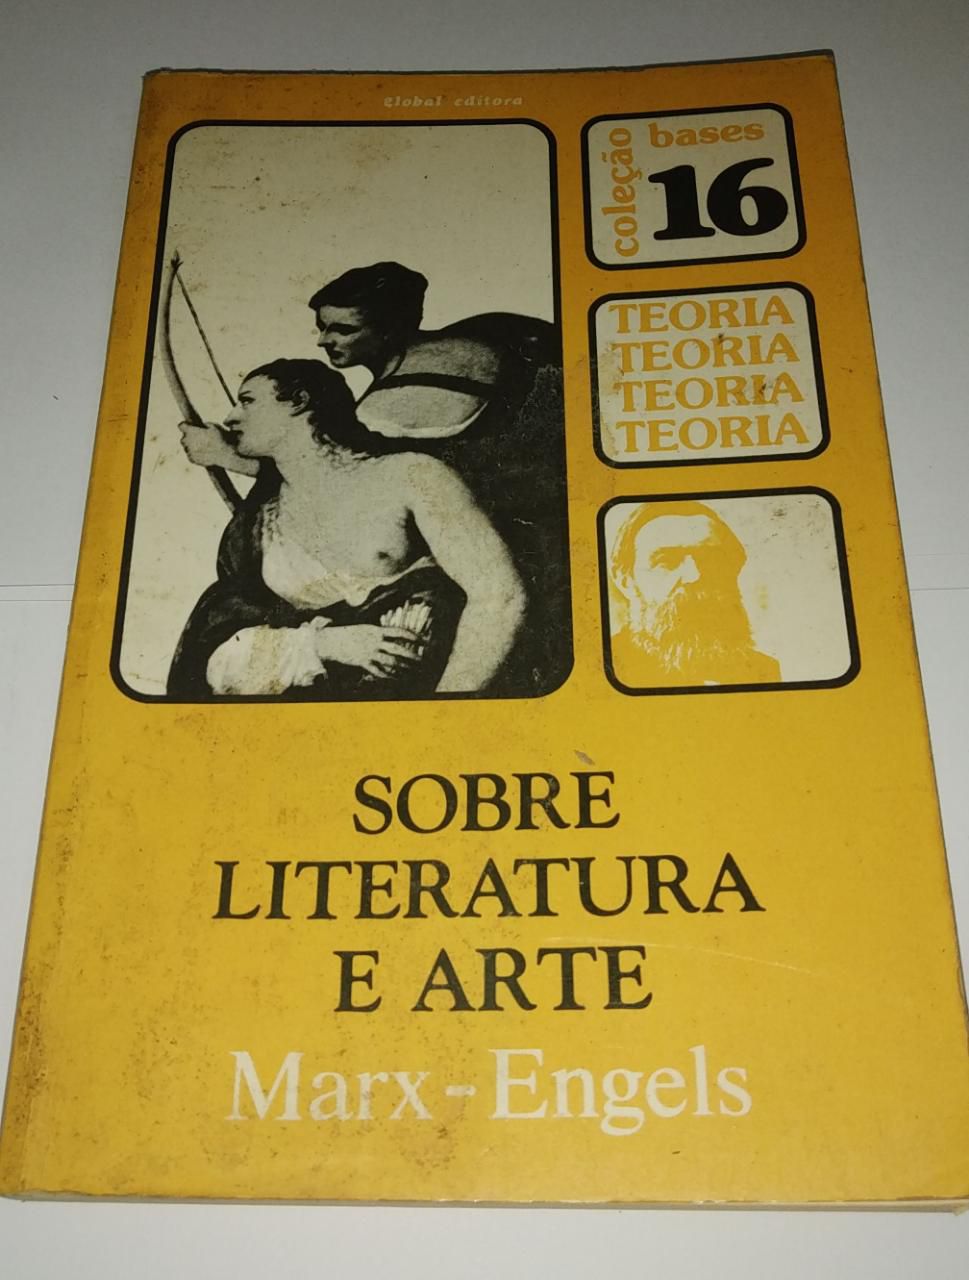 global editora
coleção
bases
16
TEORIA
TEORIA
TEORIA
TEORIA
SOBRE
LITERATURA
E ARTE
Marx-Engels